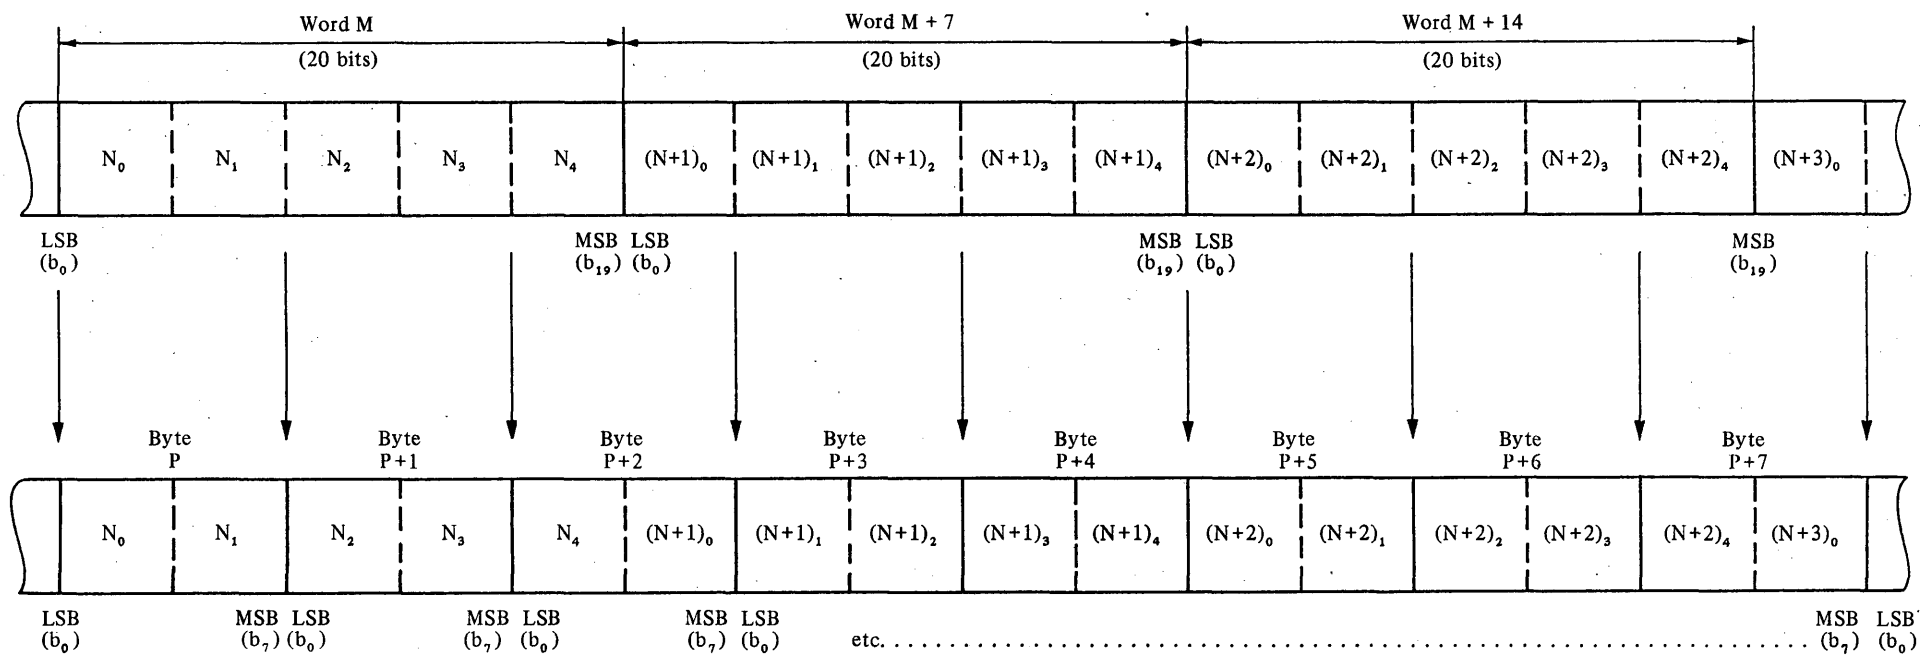 Word M Word M + 7 Word M + 14
(20 bits) (20 bits) (20 bits)
N₀ N₁ N₂ N₃ N₄ (N+1)₀ (N+1)₁ (N+1)₂ (N+1)₃ (N+1)₄ (N+2)₀ (N+2)₁ (N+2)₂ (N+2)₃ (N+2)₄ (N+3)₀
LSB MSB LSB MSB LSB MSB
(b₀) (b₁₉) (b₀) (b₁₉) (b₀) (b₁₉)
Byte Byte Byte Byte Byte Byte Byte Byte
P P+1 P+2 P+3 P+4 P+5 P+6 P+7
N₀ N₁ N₂ N₃ N₄ (N+1)₀ (N+1)₁ (N+1)₂ (N+1)₃ (N+1)₄ (N+2)₀ (N+2)₁ (N+2)₂ (N+2)₃ (N+2)₄ (N+3)₀
LSB MSB LSB MSB LSB MSB LSB MSB LSB
(b₀) (b₇) (b₀) (b₇) (b₀) (b₇) (b₀) etc. . . . . . . . . . . . . . . . . . . . . . . . . . . . . . (b₇) (b₀)